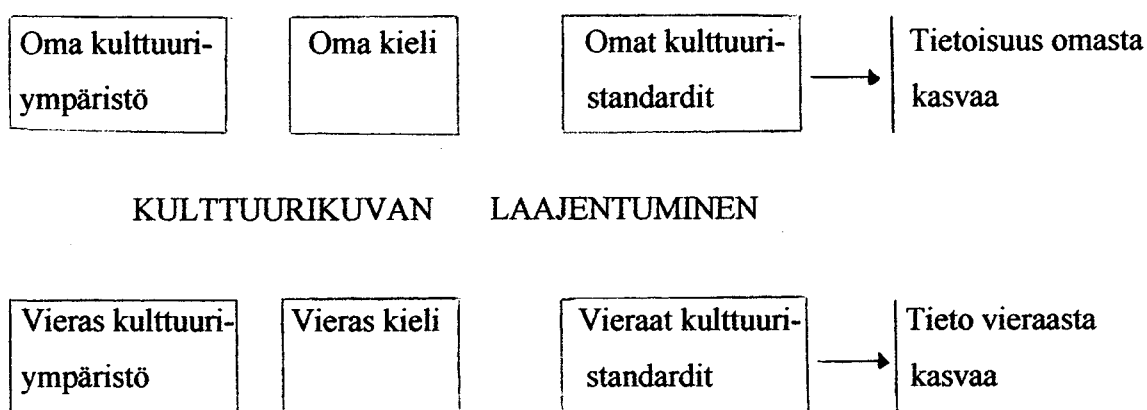 Oma kulttuuri-
ympäristö
Oma kieli
Omat kulttuuri-
standardit
Tietoisuus omasta
kasvaa
KULTTUURIKUVAN LAAJENTUMINEN
Vieras kulttuuri-
ympäristö
Vieras kieli
Vieraat kulttuuri-
standardit
Tieto vieraasta
kasvaa